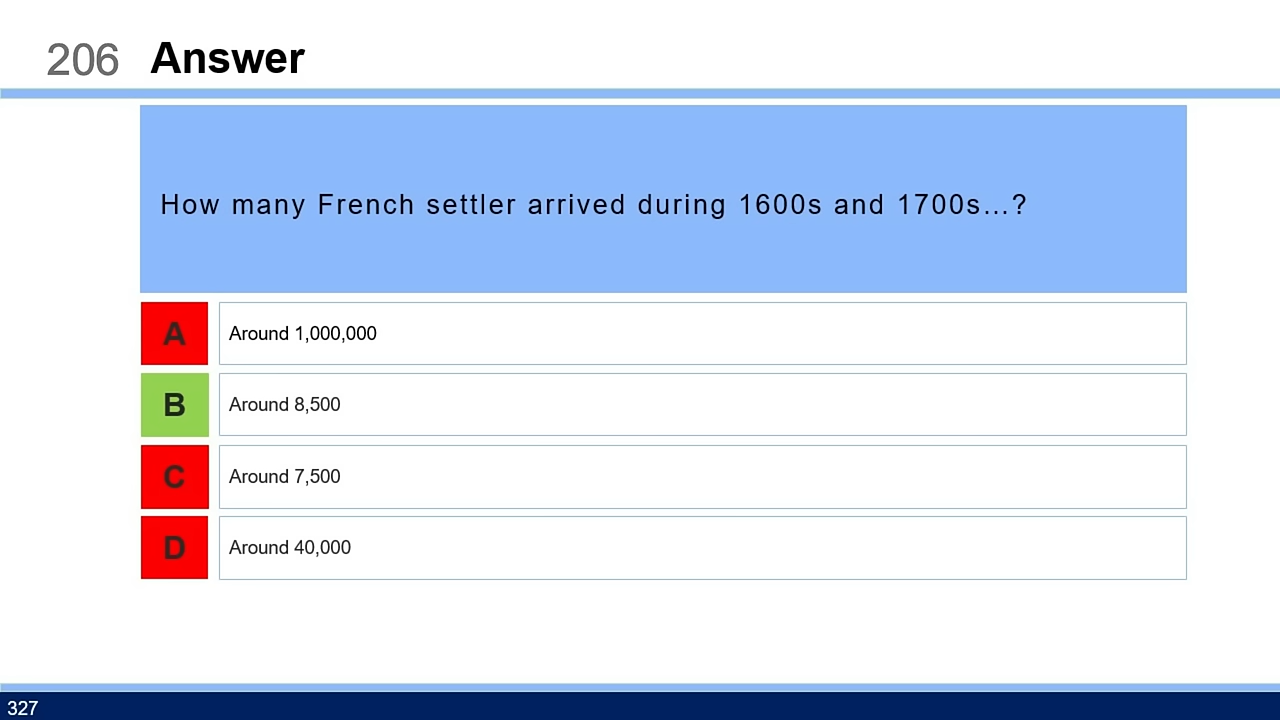 206 Answer
How many French settler arrived during 1600s and 1700s...?
A Around 1,000,000
B Around 8,500
C Around 7,500
D Around 40,000
327